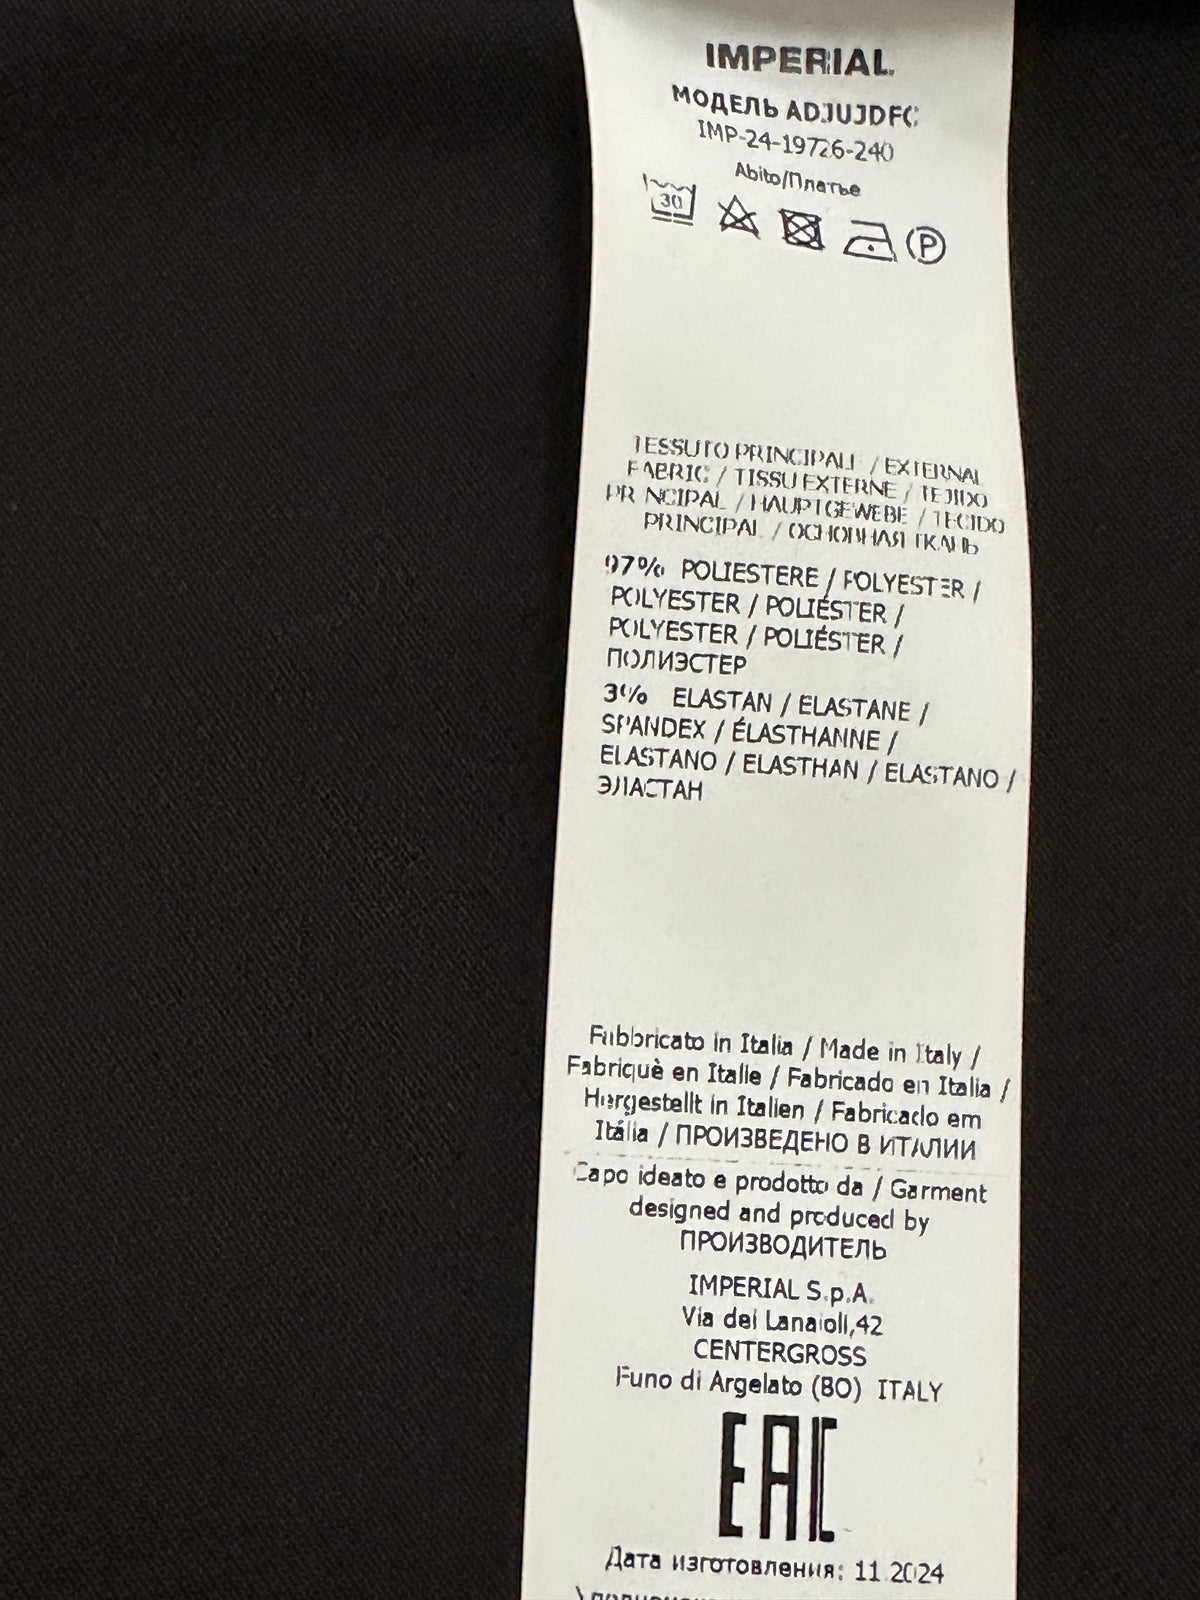 IMPERIAL
МОДЕЛЬ ADJUJDFC
IMP-24-19726-240
Abito/Платье
30
P
TESSUTO PRINCIPALE / EXTERNAL
FABRIC / TISSU EXTERNE / TEJIDO
PRINCIPAL / HAUPTGEWEBE / TECIDO
PRINCIPAL / ОСНОВНАЯ ТКАНЬ
97% POLIESTERE / POLYESTER /
POLYESTER / POLIÉSTER /
POLYESTER / POLIÉSTER /
ПОЛИЭСТЕР
3% ELASTAN / ELASTANE /
SPANDEX / ÉLASTHANNE /
ELASTANO / ELASTHAN / ELASTANO /
ЭЛАСТАН
Fabbricato in Italia / Made in Italy /
Fabriquè en Italie / Fabricado en Italia /
Hergestellt in Italien / Fabricado em
Itália / ПРОИЗВЕДЕНО В ИТАЛИИ
Capo ideato e prodotto da / Garment
designed and produced by
ПРОИЗВОДИТЕЛЬ
IMPERIAL S.p.A.
Via dei Lanaioli,42
CENTERGROSS
Funo di Argelato (BO) ITALY
EAC
Дата изготовления: 11.2024